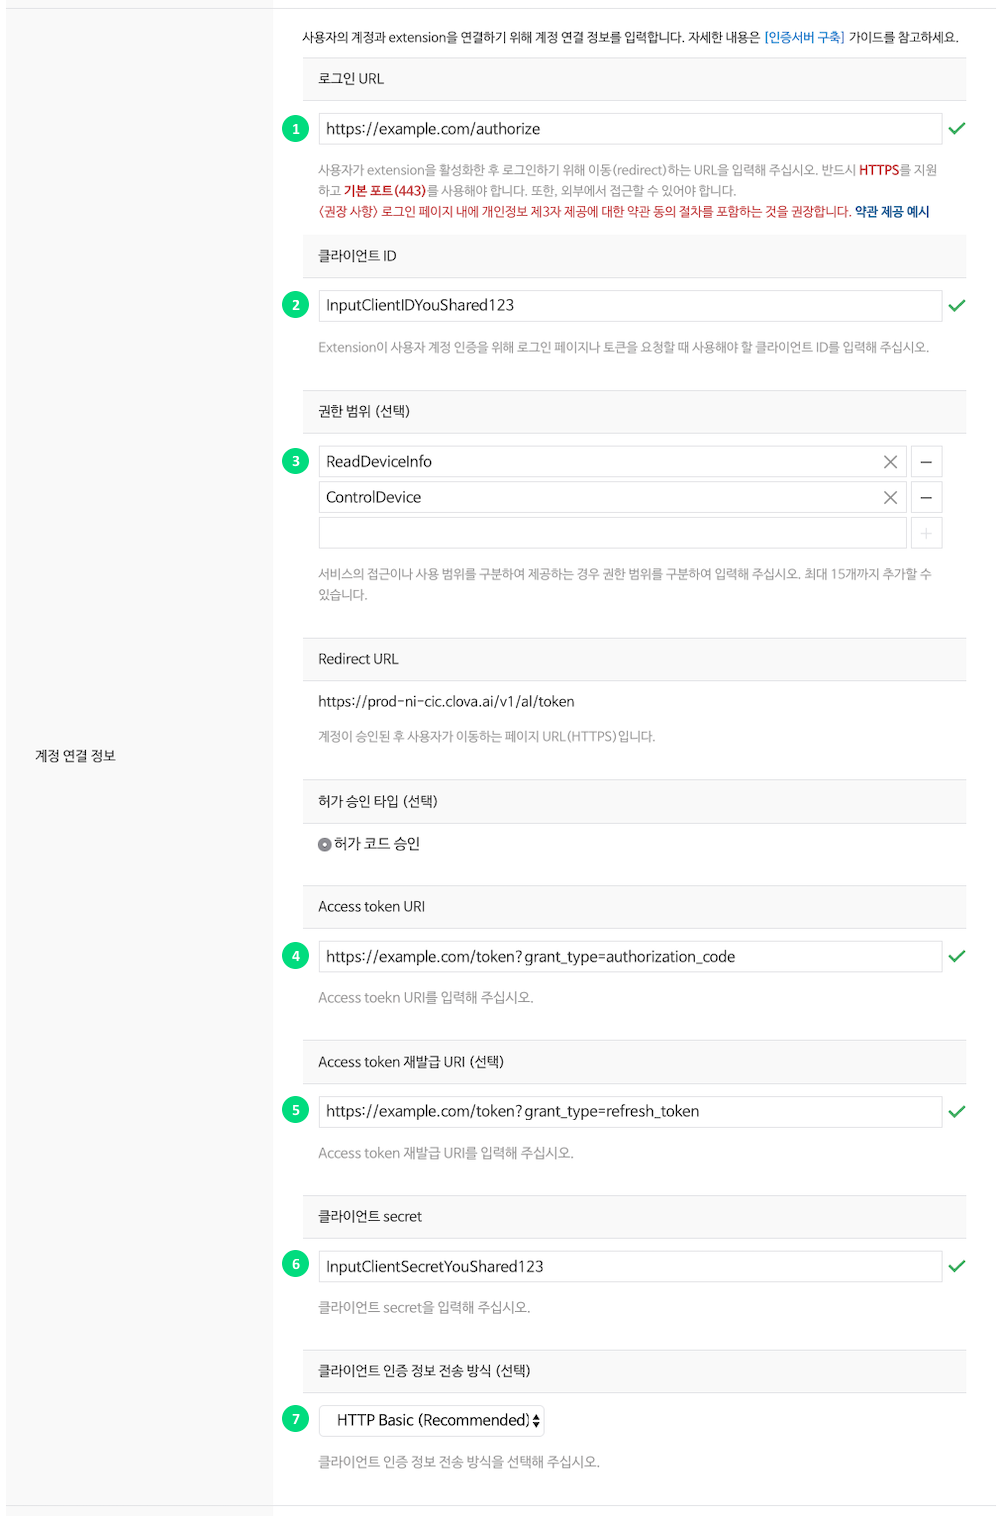 사용자의 계정과 extension을 연결하기 위해 계정 연결 정보를 입력합니다. 자세한 내용은 [인증서버 구축] 가이드를 참고하세요.
로그인 URL
1
https://example.com/authorize
사용자가 extension을 활성화한 후 로그인하기 위해 이동(redirect)하는 URL을 입력해 주십시오. 반드시 HTTPS를 지원
하고 기본 포트(443)를 사용해야 합니다. 또한, 외부에서 접근할 수 있어야 합니다.
<권장 사항> 로그인 페이지 내에 개인정보 제3자 제공에 대한 약관 동의 절차를 포함하는 것을 권장합니다. 약관 제공 예시
클라이언트 ID
2
InputClientIDYouShared123
Extension이 사용자 계정 인증을 위해 로그인 페이지나 토큰을 요청할 때 사용해야 할 클라이언트 ID를 입력해 주십시오.
권한 범위 (선택)
3
ReadDeviceInfo
ControlDevice
서비스의 접근이나 사용 범위를 구분하여 제공하는 경우 권한 범위를 구분하여 입력해 주십시오. 최대 15개까지 추가할 수
있습니다.
Redirect URL
https://prod-ni-cic.clova.ai/v1/al/token
계정이 승인된 후 사용자가 이동하는 페이지 URL(HTTPS)입니다.
계정 연결 정보
허가 승인 타입 (선택)
허가 코드 승인
Access token URI
4
https://example.com/token?grant_type=authorization_code
Access toekn URI를 입력해 주십시오.
Access token 재발급 URI (선택)
5
https://example.com/token?grant_type=refresh_token
Access token 재발급 URI를 입력해 주십시오.
클라이언트 secret
6
InputClientSecretYouShared123
클라이언트 secret을 입력해 주십시오.
클라이언트 인증 정보 전송 방식 (선택)
7
HTTP Basic (Recommended)
클라이언트 인증 정보 전송 방식을 선택해 주십시오.